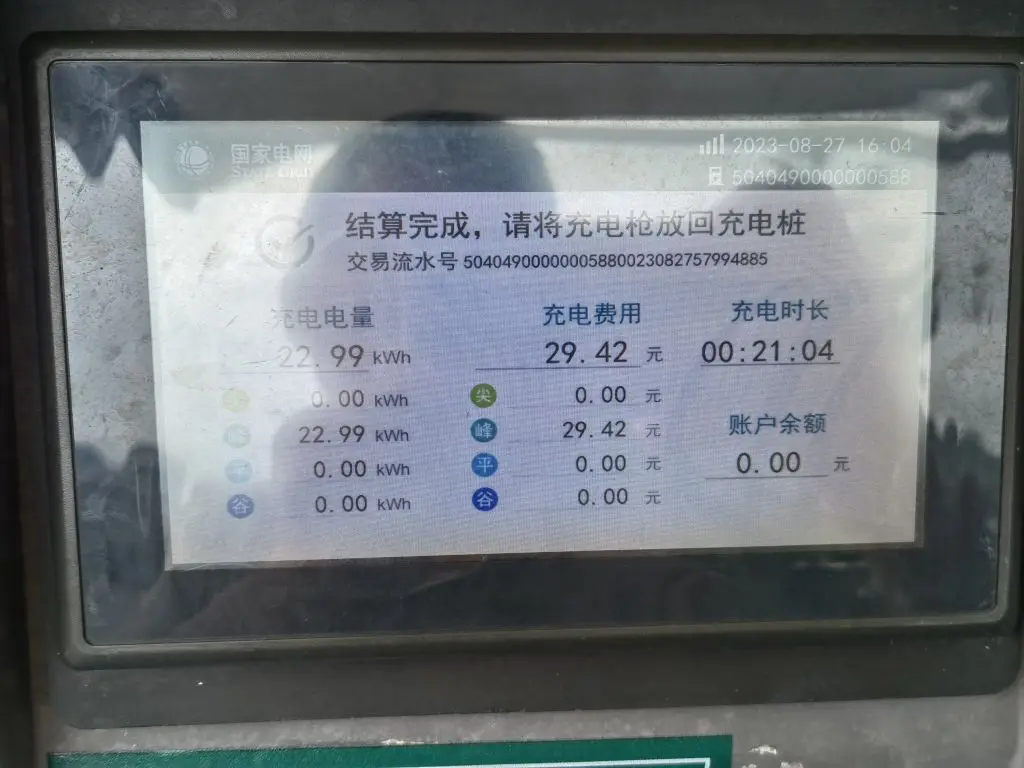 国家电网
STATE GRID
2023-08-27 16:04
5040490000000588
结算完成，请将充电枪放回充电桩
交易流水号 50404900000005880023082757994885
充电电量 充电费用 充电时长
22.99 kWh 29.42 元 00:21:04
0.00 kWh 尖 0.00 元
峰 22.99 kWh 峰 29.42 元 账户余额
平 0.00 kWh 平 0.00 元 0.00 元
谷 0.00 kWh 谷 0.00 元